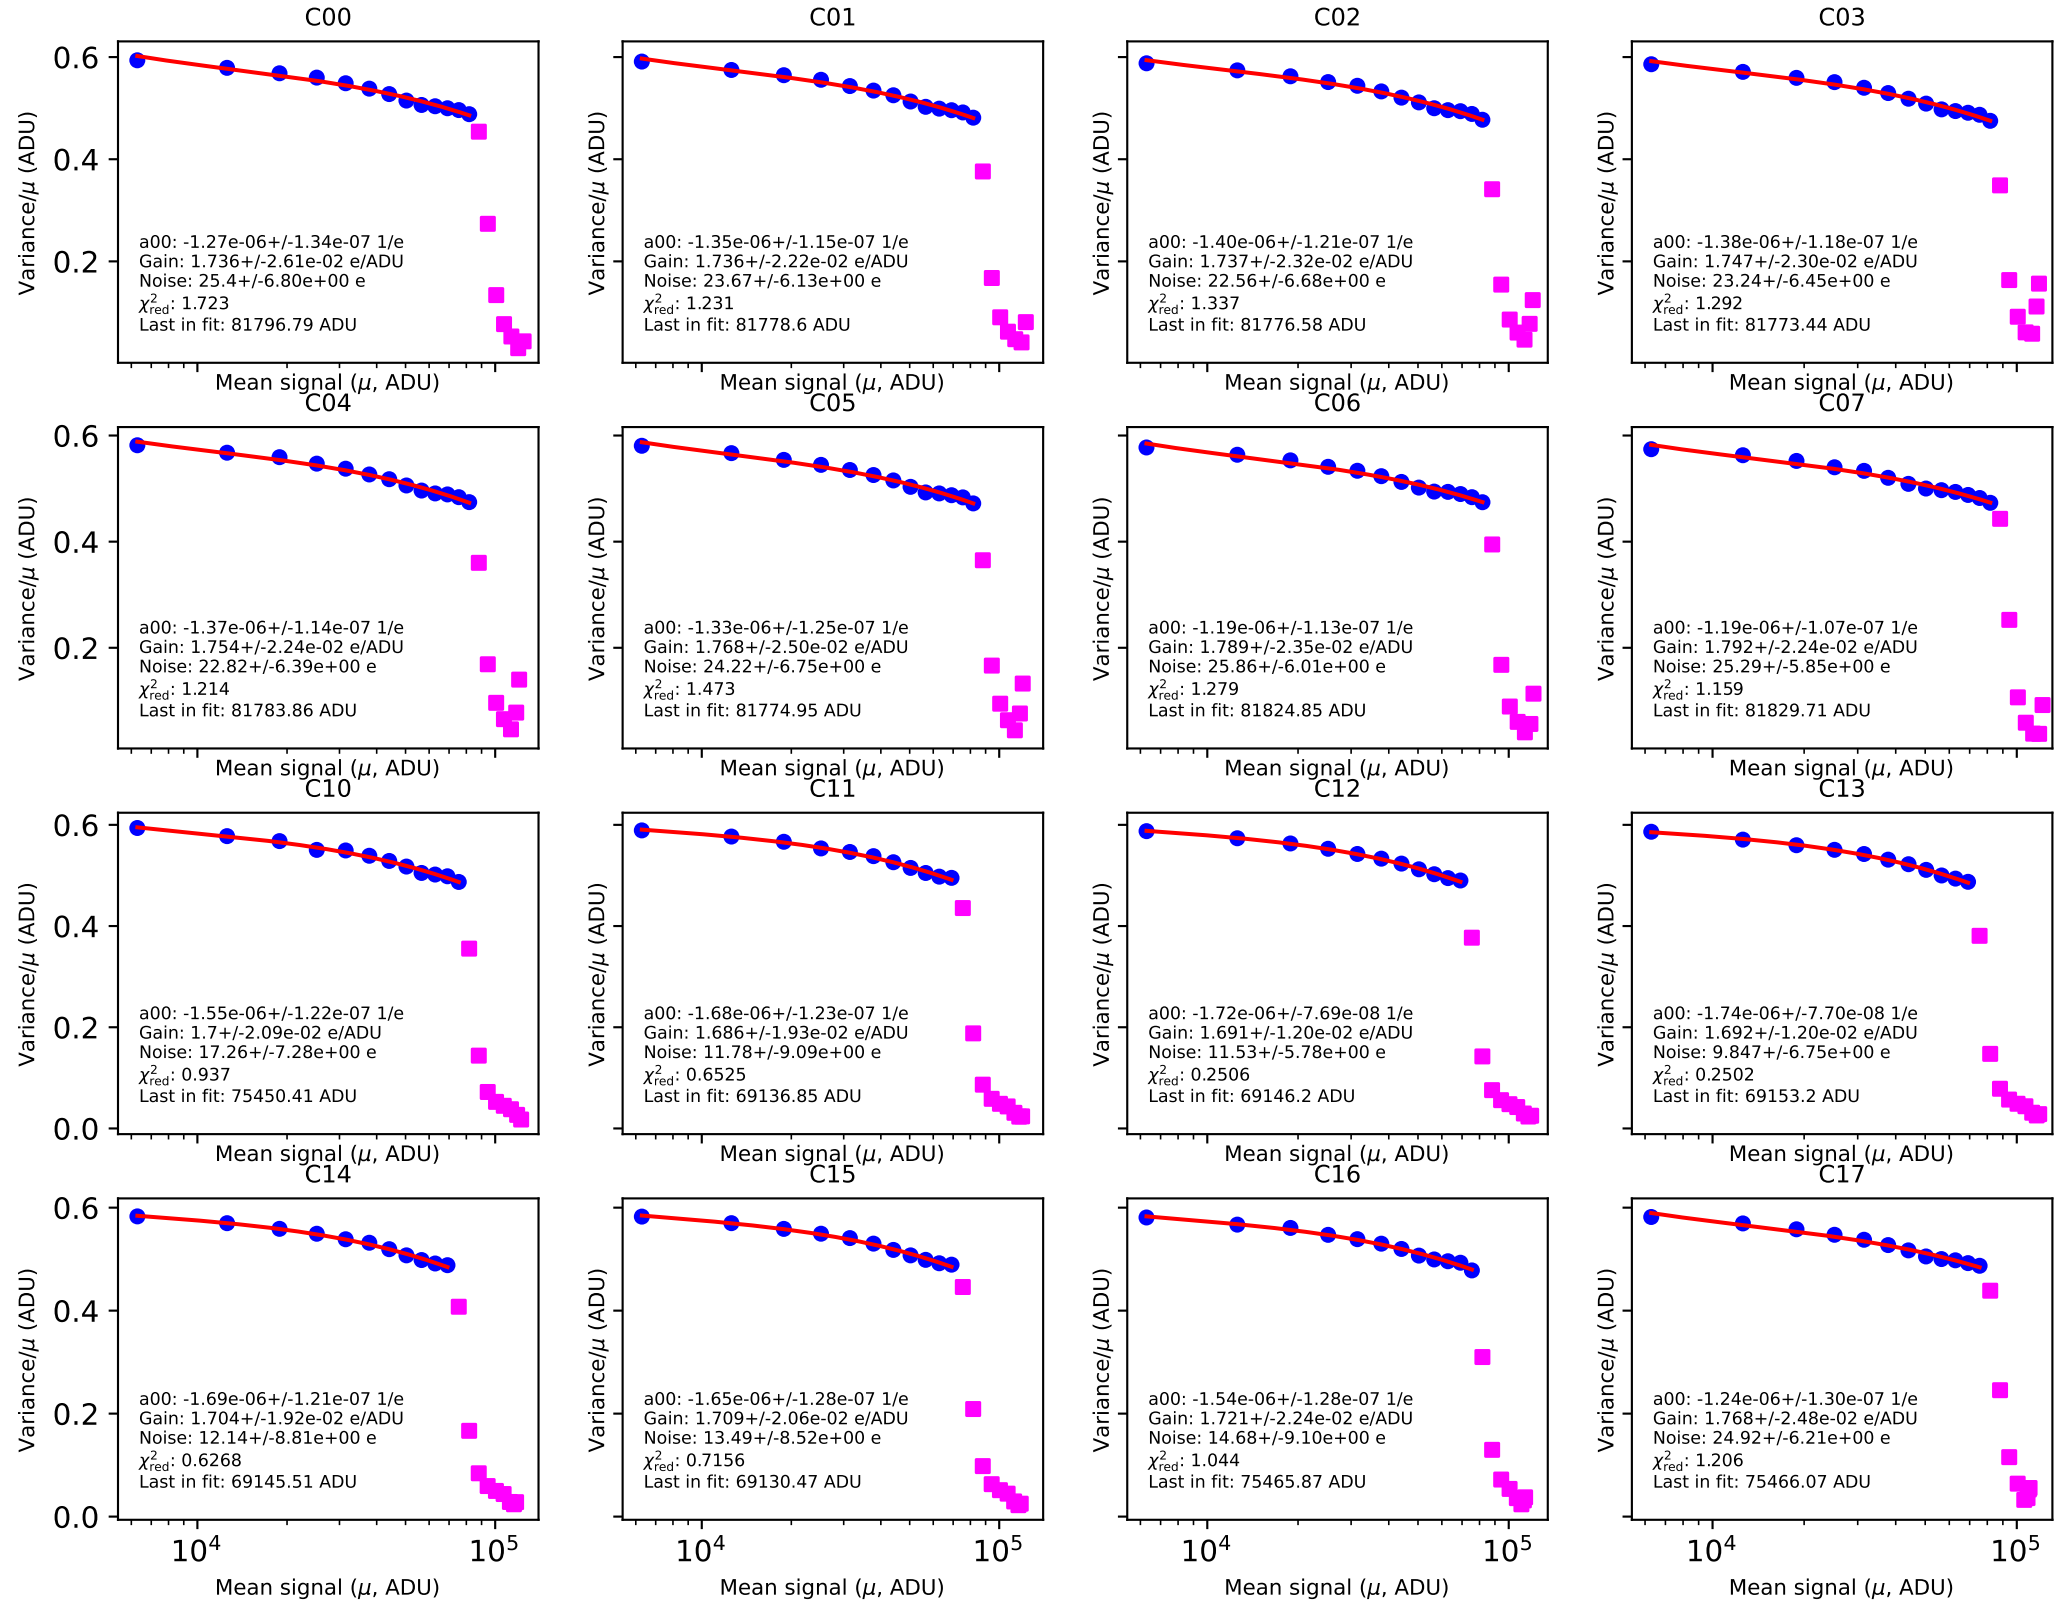 C00
C01
C02
C03
0.6
0.4
0.2
Variance/μ (ADU)
a00: -1.27e-06+/-1.34e-07 1/e
Gain: 1.736+/-2.61e-02 e/ADU
Noise: 25.4+/-6.80e+00 e
χ²red: 1.723
Last in fit: 81796.79 ADU
Mean signal (μ, ADU)
Variance/μ (ADU)
a00: -1.35e-06+/-1.15e-07 1/e
Gain: 1.736+/-2.22e-02 e/ADU
Noise: 23.67+/-6.13e+00 e
χ²red: 1.231
Last in fit: 81778.6 ADU
Mean signal (μ, ADU)
Variance/μ (ADU)
a00: -1.40e-06+/-1.21e-07 1/e
Gain: 1.737+/-2.32e-02 e/ADU
Noise: 22.56+/-6.68e+00 e
χ²red: 1.337
Last in fit: 81776.58 ADU
Mean signal (μ, ADU)
Variance/μ (ADU)
a00: -1.38e-06+/-1.18e-07 1/e
Gain: 1.747+/-2.30e-02 e/ADU
Noise: 23.24+/-6.45e+00 e
χ²red: 1.292
Last in fit: 81773.44 ADU
Mean signal (μ, ADU)
C04
C05
C06
C07
0.6
0.4
0.2
Variance/μ (ADU)
a00: -1.37e-06+/-1.14e-07 1/e
Gain: 1.754+/-2.24e-02 e/ADU
Noise: 22.82+/-6.39e+00 e
χ²red: 1.214
Last in fit: 81783.86 ADU
Mean signal (μ, ADU)
Variance/μ (ADU)
a00: -1.33e-06+/-1.25e-07 1/e
Gain: 1.768+/-2.50e-02 e/ADU
Noise: 24.22+/-6.75e+00 e
χ²red: 1.473
Last in fit: 81774.95 ADU
Mean signal (μ, ADU)
Variance/μ (ADU)
a00: -1.19e-06+/-1.13e-07 1/e
Gain: 1.789+/-2.35e-02 e/ADU
Noise: 25.86+/-6.01e+00 e
χ²red: 1.279
Last in fit: 81824.85 ADU
Mean signal (μ, ADU)
Variance/μ (ADU)
a00: -1.19e-06+/-1.07e-07 1/e
Gain: 1.792+/-2.24e-02 e/ADU
Noise: 25.29+/-5.85e+00 e
χ²red: 1.159
Last in fit: 81829.71 ADU
Mean signal (μ, ADU)
C10
C11
C12
C13
0.6
0.4
0.2
0.0
Variance/μ (ADU)
a00: -1.55e-06+/-1.22e-07 1/e
Gain: 1.7+/-2.09e-02 e/ADU
Noise: 17.26+/-7.28e+00 e
χ²red: 0.937
Last in fit: 75450.41 ADU
Mean signal (μ, ADU)
Variance/μ (ADU)
a00: -1.68e-06+/-1.23e-07 1/e
Gain: 1.686+/-1.93e-02 e/ADU
Noise: 11.78+/-9.09e+00 e
χ²red: 0.6525
Last in fit: 69136.85 ADU
Mean signal (μ, ADU)
Variance/μ (ADU)
a00: -1.72e-06+/-7.69e-08 1/e
Gain: 1.691+/-1.20e-02 e/ADU
Noise: 11.53+/-5.78e+00 e
χ²red: 0.2506
Last in fit: 69146.2 ADU
Mean signal (μ, ADU)
Variance/μ (ADU)
a00: -1.74e-06+/-7.70e-08 1/e
Gain: 1.692+/-1.20e-02 e/ADU
Noise: 9.847+/-6.75e+00 e
χ²red: 0.2502
Last in fit: 69153.2 ADU
Mean signal (μ, ADU)
C14
C15
C16
C17
0.6
0.4
0.2
0.0
Variance/μ (ADU)
a00: -1.69e-06+/-1.21e-07 1/e
Gain: 1.704+/-1.92e-02 e/ADU
Noise: 12.14+/-8.81e+00 e
χ²red: 0.6268
Last in fit: 69145.51 ADU
10⁴ 10⁵
Mean signal (μ, ADU)
Variance/μ (ADU)
a00: -1.65e-06+/-1.28e-07 1/e
Gain: 1.709+/-2.06e-02 e/ADU
Noise: 13.49+/-8.52e+00 e
χ²red: 0.7156
Last in fit: 69130.47 ADU
10⁴ 10⁵
Mean signal (μ, ADU)
Variance/μ (ADU)
a00: -1.54e-06+/-1.28e-07 1/e
Gain: 1.721+/-2.24e-02 e/ADU
Noise: 14.68+/-9.10e+00 e
χ²red: 1.044
Last in fit: 75465.87 ADU
10⁴ 10⁵
Mean signal (μ, ADU)
Variance/μ (ADU)
a00: -1.24e-06+/-1.30e-07 1/e
Gain: 1.768+/-2.48e-02 e/ADU
Noise: 24.92+/-6.21e+00 e
χ²red: 1.206
Last in fit: 75466.07 ADU
10⁴ 10⁵
Mean signal (μ, ADU)